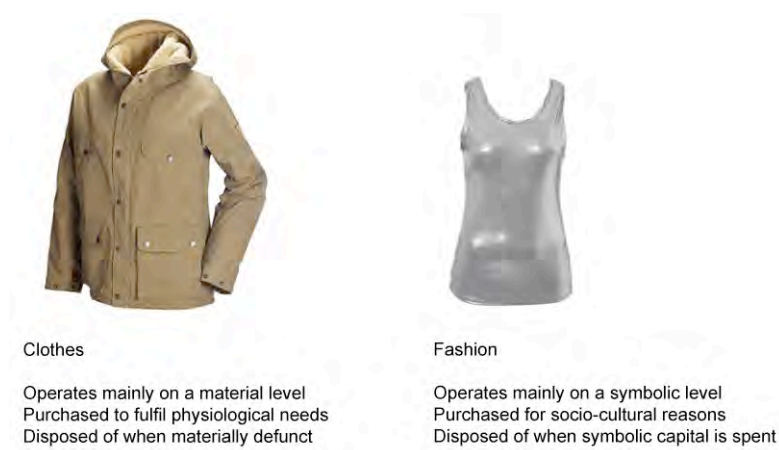 Clothes
Operates mainly on a material level
Purchased to fulfil physiological needs
Disposed of when materially defunct
Fashion
Operates mainly on a symbolic level
Purchased for socio-cultural reasons
Disposed of when symbolic capital is spent